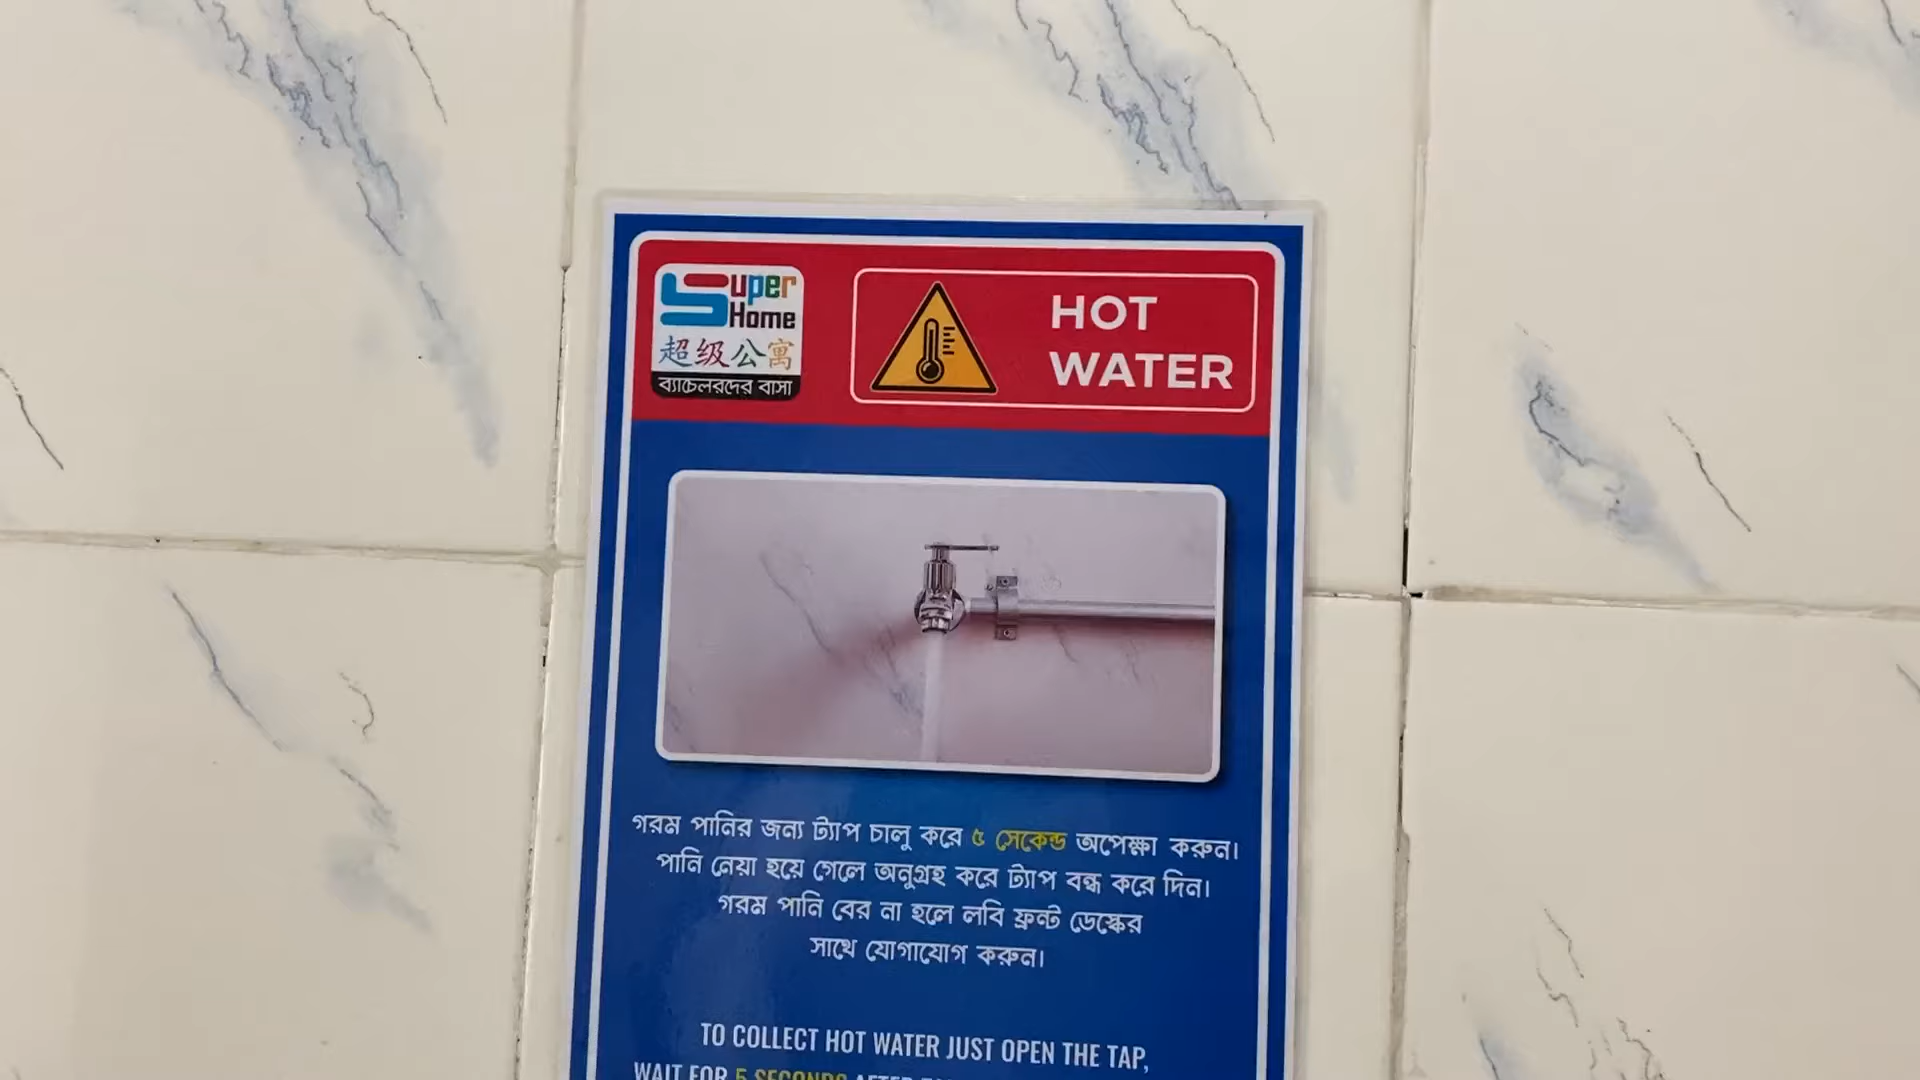 Super
Home
超级公寓
ব্যাচেলরদের বাসা
HOT
WATER
গরম পানির জন্য ট্যাপ চালু করে ৫ সেকেন্ড অপেক্ষা করুন।
পানি নেয়া হয়ে গেলে অনুগ্রহ করে ট্যাপ বন্ধ করে দিন।
গরম পানি বের না হলে লবি ফ্রন্ট ডেস্কের
সাথে যোগাযোগ করুন।
TO COLLECT HOT WATER JUST OPEN THE TAP,
WAIT FOR 5 SECONDS AFTER